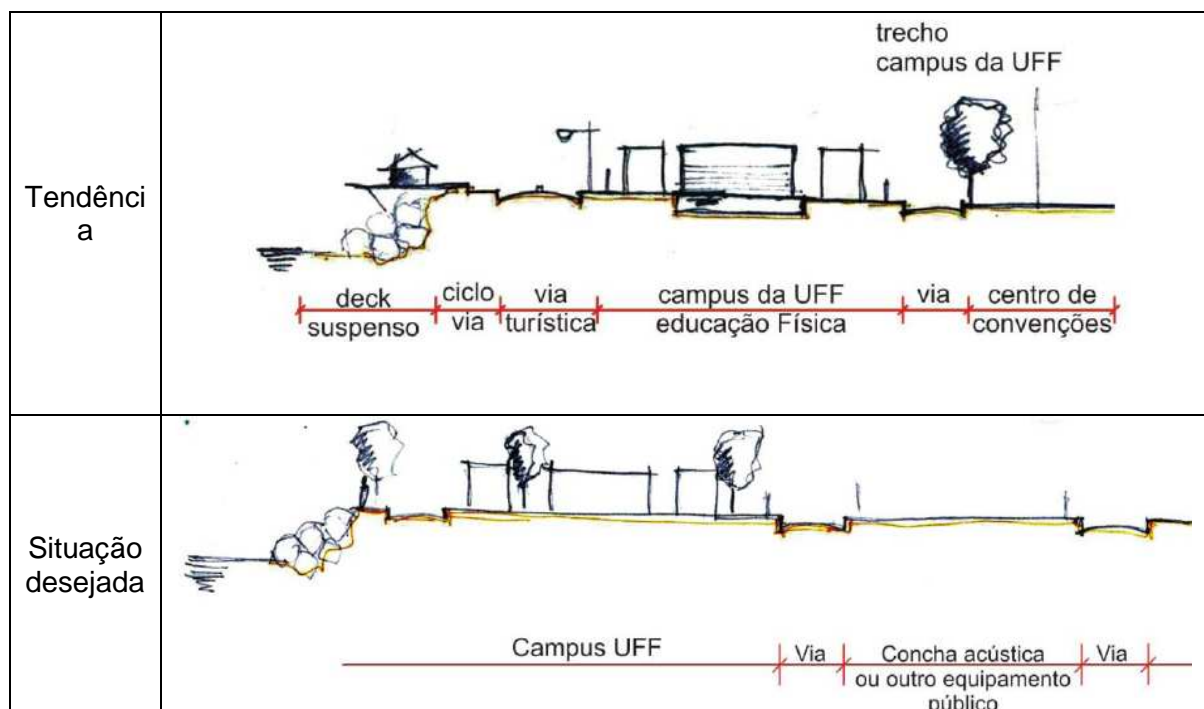 Tendênci
a
trecho
campus da UFF
deck
suspenso
ciclo
via
via
turística
campus da UFF
educação Física
via
centro de
convenções
Situação
desejada
Campus UFF
Via
Concha acústica
ou outro equipamento
público
Via